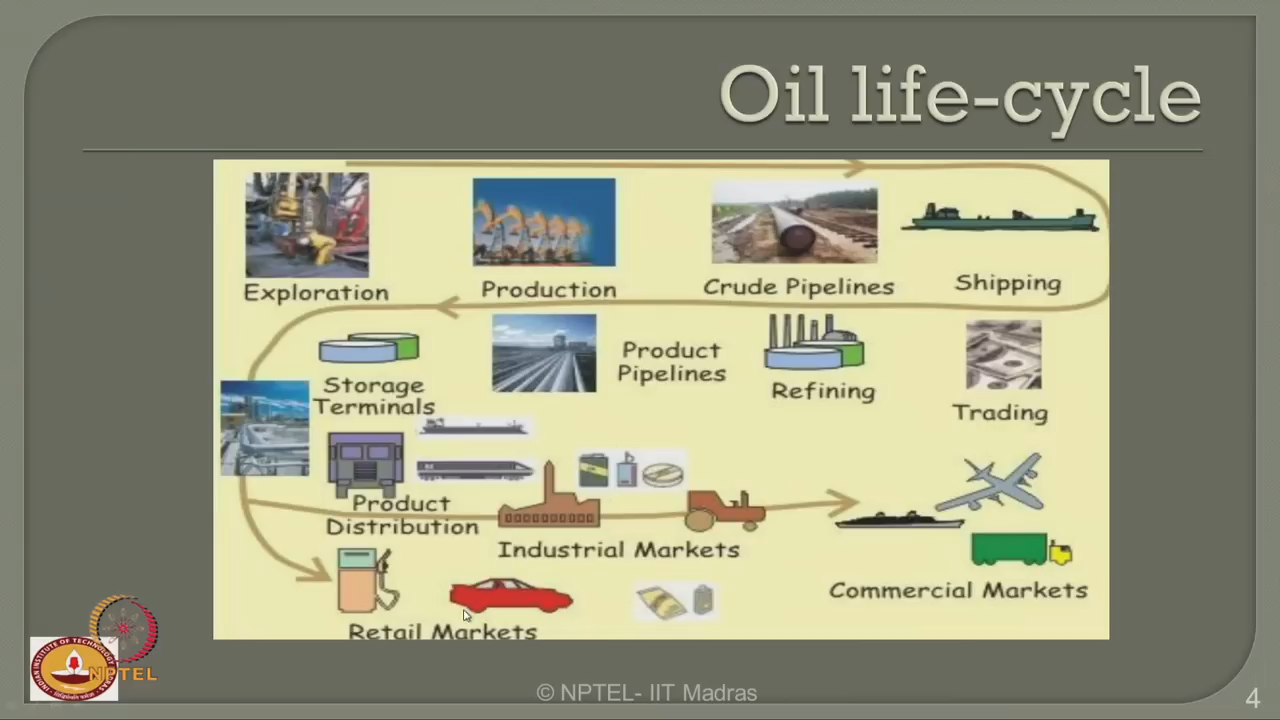 Oil life-cycle
Exploration
Production
Crude Pipelines
Shipping
Storage
Terminals
Product
Pipelines
Refining
Trading
Product
Distribution
Industrial Markets
Commercial Markets
Retail Markets
NPTEL
© NPTEL- IIT Madras
4